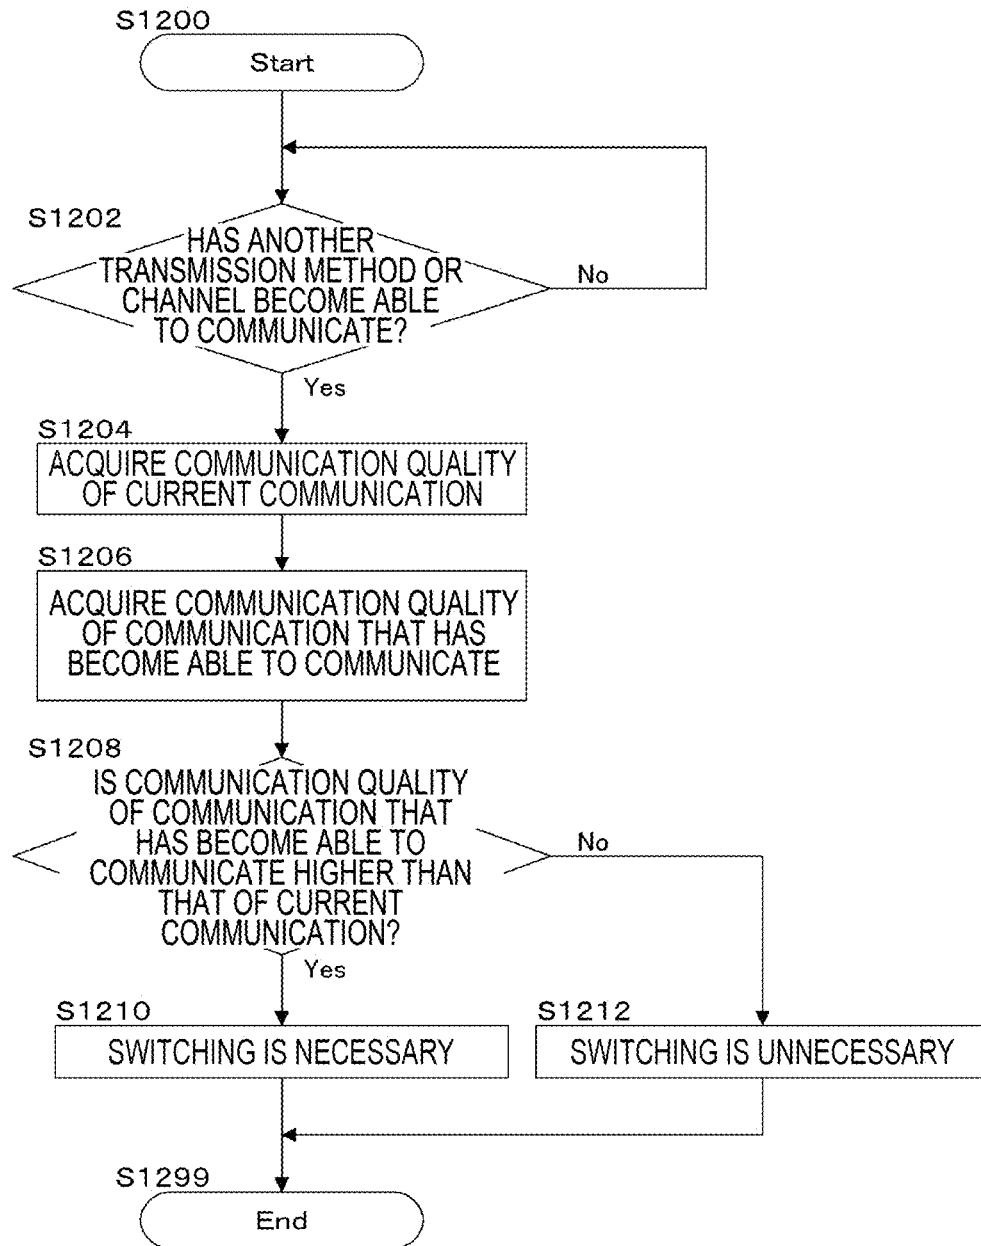 S1200
Start
S1202
HAS ANOTHER
TRANSMISSION METHOD OR
CHANNEL BECOME ABLE
TO COMMUNICATE?
No
Yes
S1204
ACQUIRE COMMUNICATION QUALITY
OF CURRENT COMMUNICATION
S1206
ACQUIRE COMMUNICATION QUALITY
OF COMMUNICATION THAT HAS
BECOME ABLE TO COMMUNICATE
S1208
IS COMMUNICATION QUALITY
OF COMMUNICATION THAT
HAS BECOME ABLE TO
COMMUNICATE HIGHER THAN
THAT OF CURRENT
COMMUNICATION?
No
Yes
S1210
SWITCHING IS NECESSARY
S1212
SWITCHING IS UNNECESSARY
S1299
End